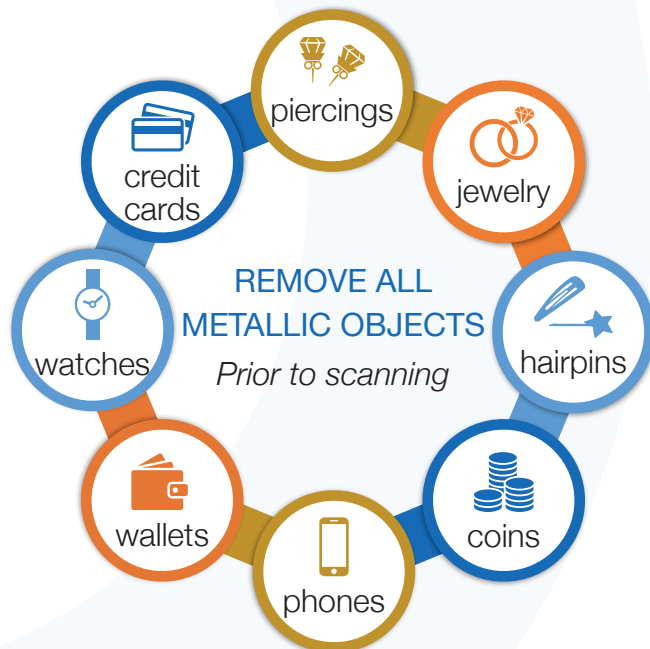 piercings
jewelry
hairpins
coins
phones
wallets
watches
credit
cards
REMOVE ALL
METALLIC OBJECTS
Prior to scanning